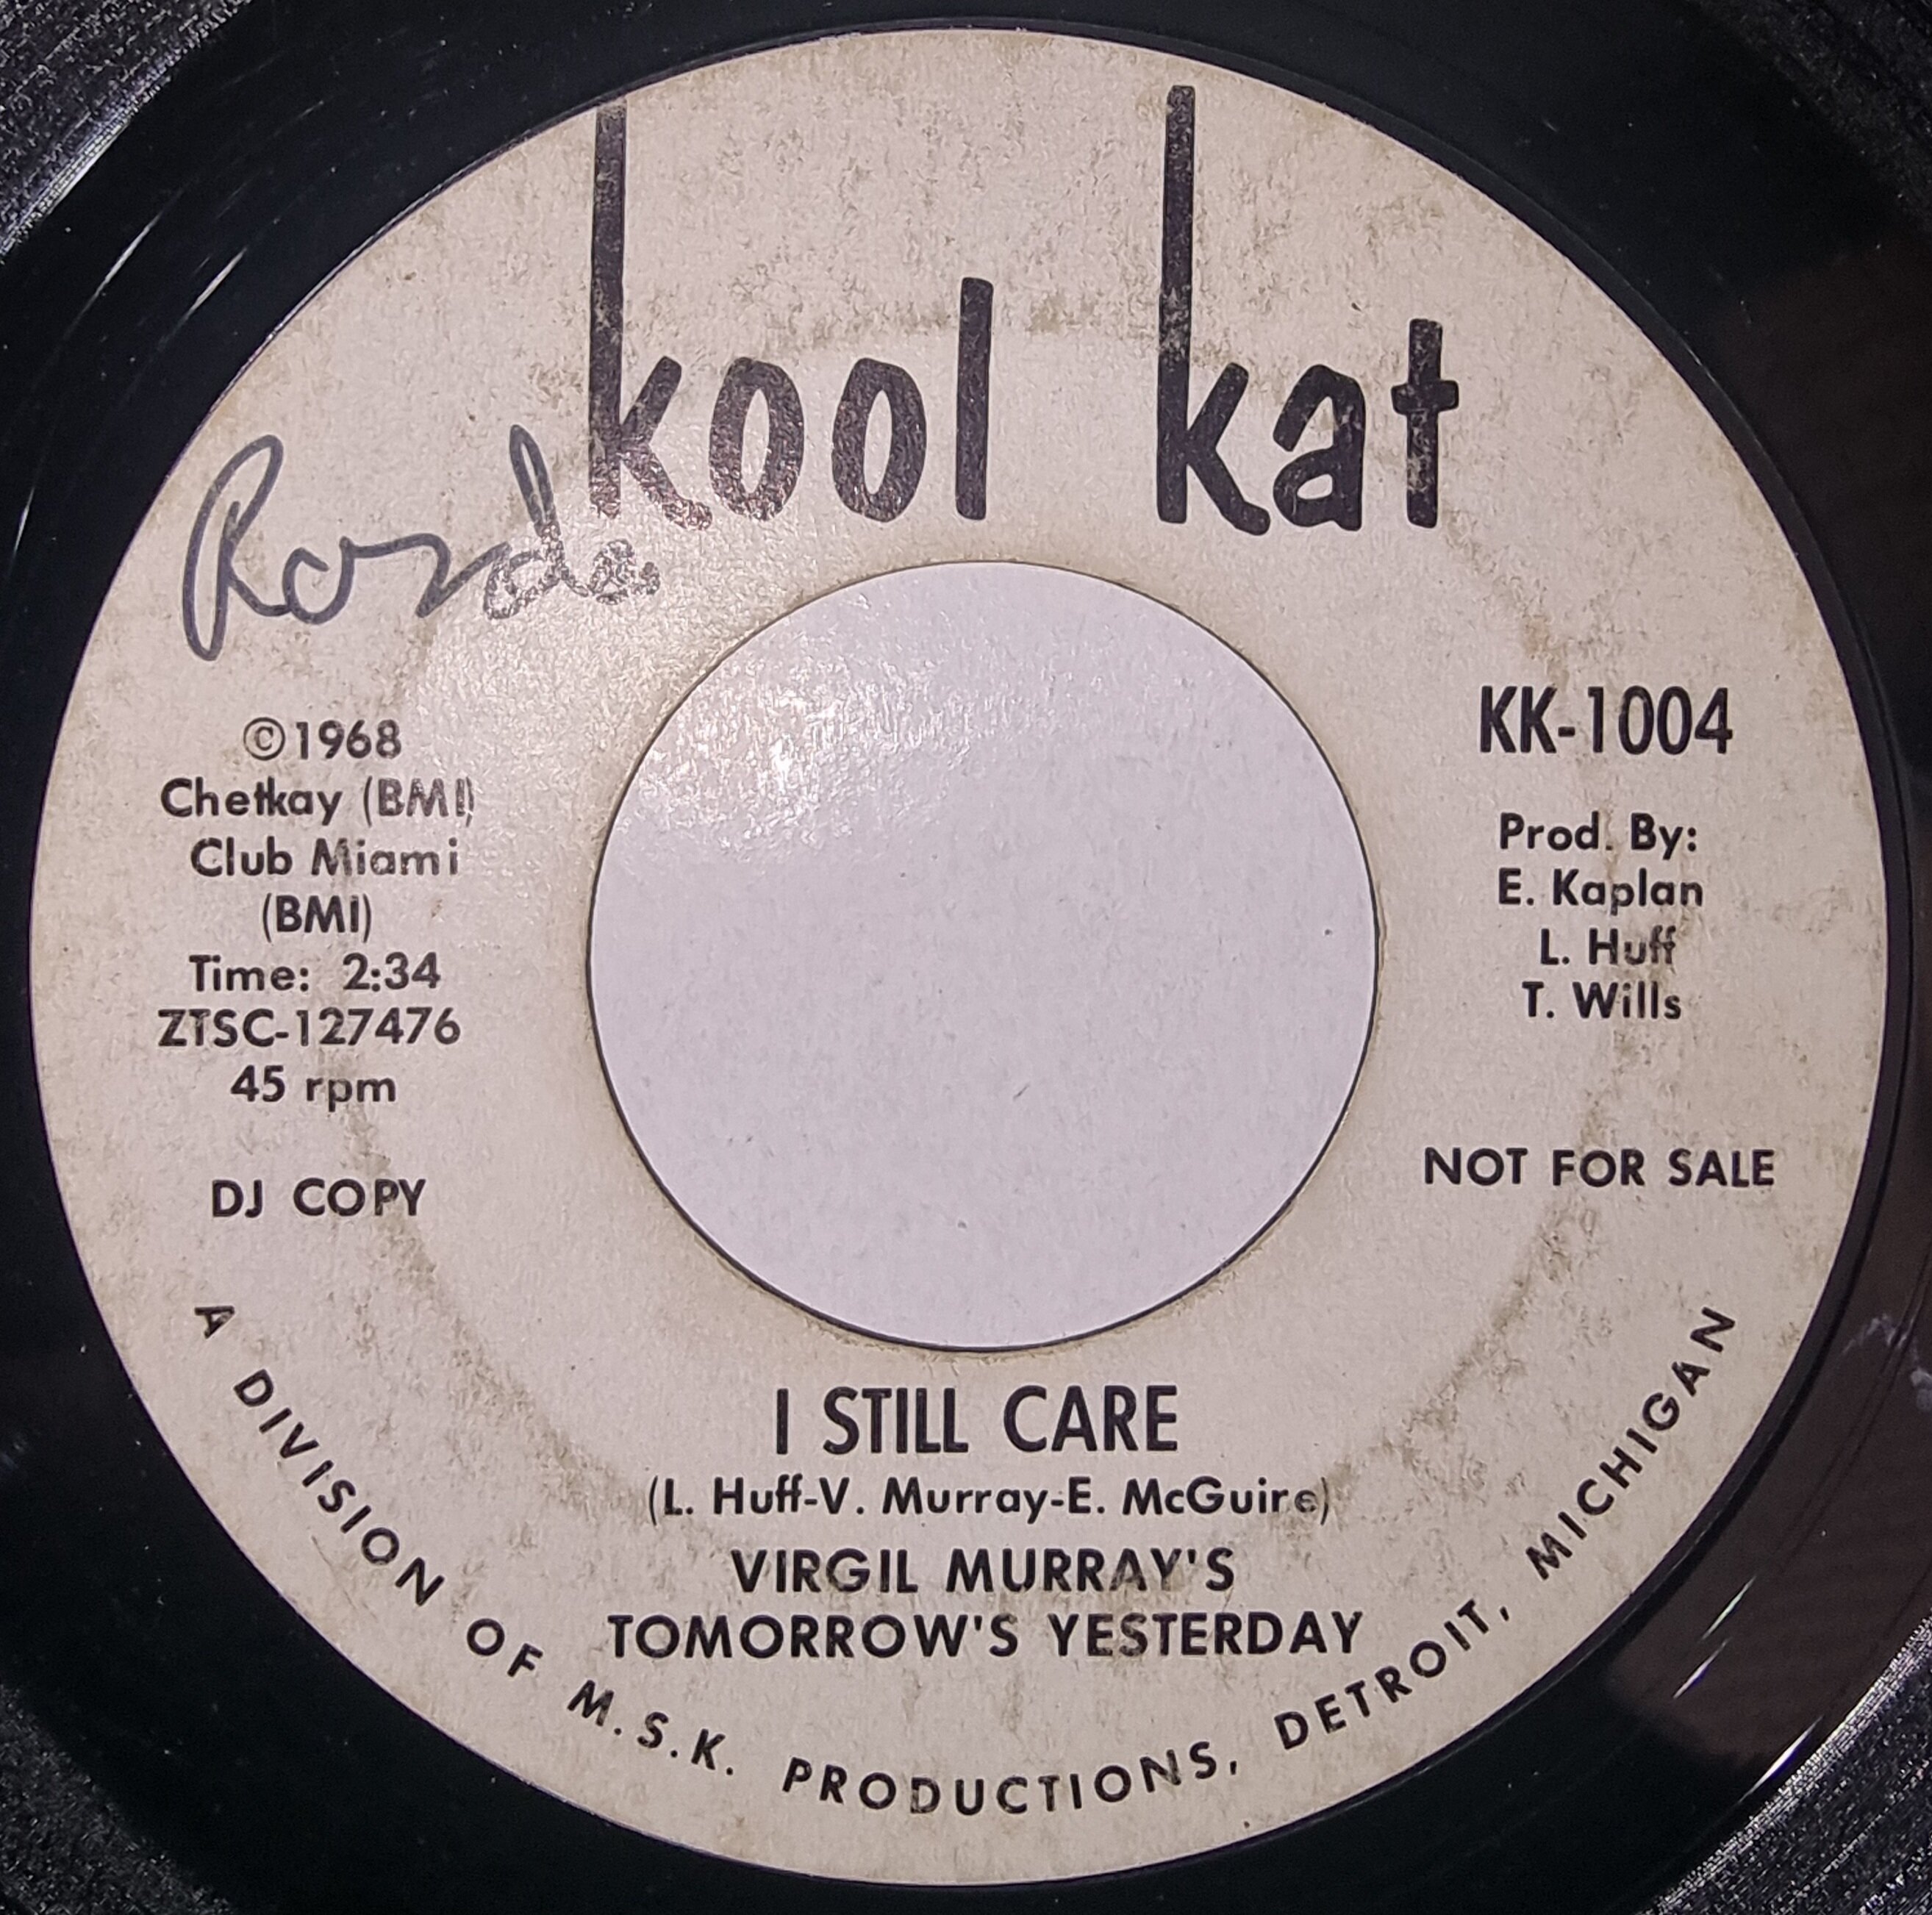 kool kat
©1968
Chetkay (BMI)
Club Miami
(BMI)
Time: 2:34
ZTSC-127476
45 rpm
DJ COPY
KK-1004
Prod. By:
E. Kaplan
L. Huff
T. Wills
NOT FOR SALE
I STILL CARE
(L. Huff-V. Murray-E. McGuire)
VIRGIL MURRAY'S
TOMORROW'S YESTERDAY
A DIVISION OF M.S.K. PRODUCTIONS, DETROIT, MICHIGAN